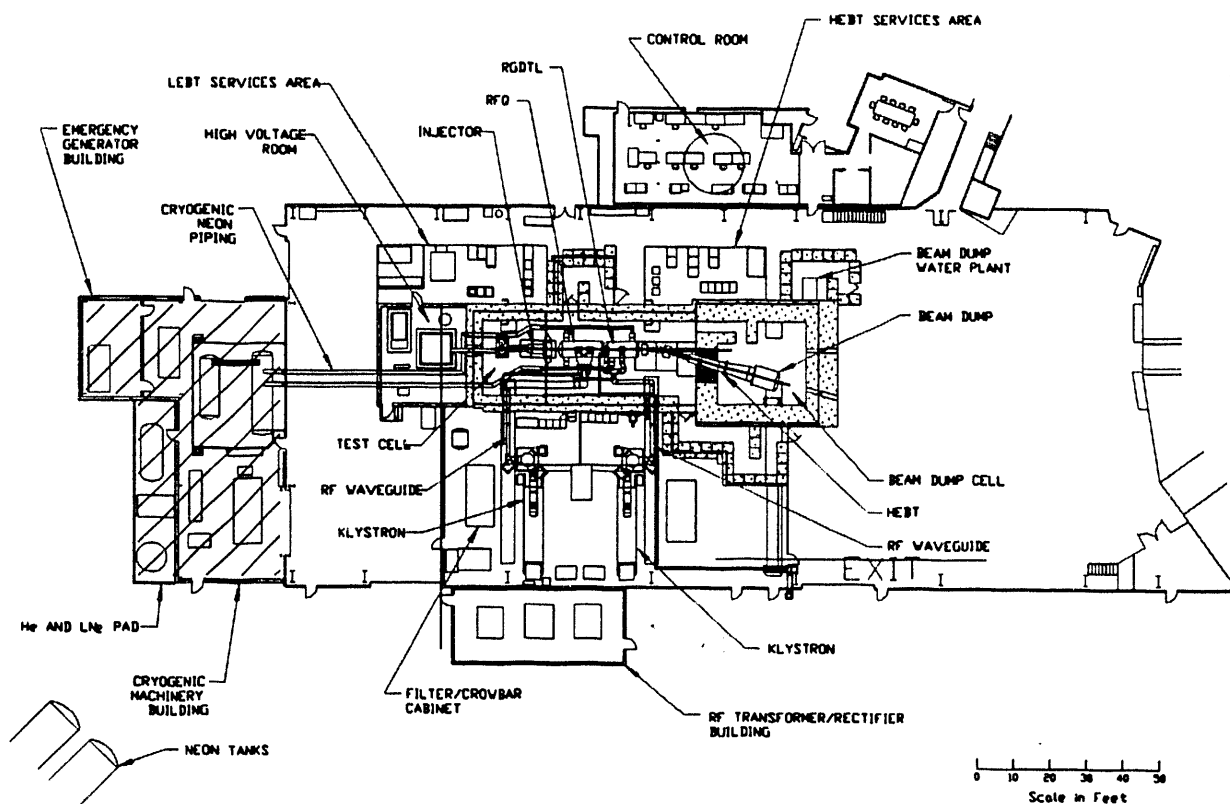 HEBT SERVICES AREA
CONTROL ROOM
RGDTL
LEBT SERVICES AREA
RFQ
INJECTOR
EMERGENCY
GENERATOR
BUILDING
HIGH VOLTAGE
ROOM
CRYOGENIC
NEON
PIPING
BEAM DUMP
WATER PLANT
BEAM DUMP
TEST CELL
RF WAVEGUIDE
BEAM DUMP CELL
HEBT
KLYSTRON
RF WAVEGUIDE
EXIT
He AND LN2 PAD
KLYSTRON
CRYOGENIC
MACHINERY
BUILDING
FILTER/CROWBAR
CABINET
RF TRANSFORMER/RECTIFIER
BUILDING
NEON TANKS
0 10 20 30 40 50
Scale in Feet